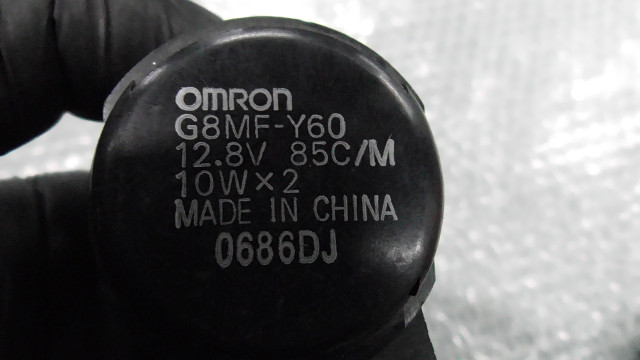 OMRON
G8MF-Y60
12.8V 85C/M
10W×2
MADE IN CHINA
0686DJ